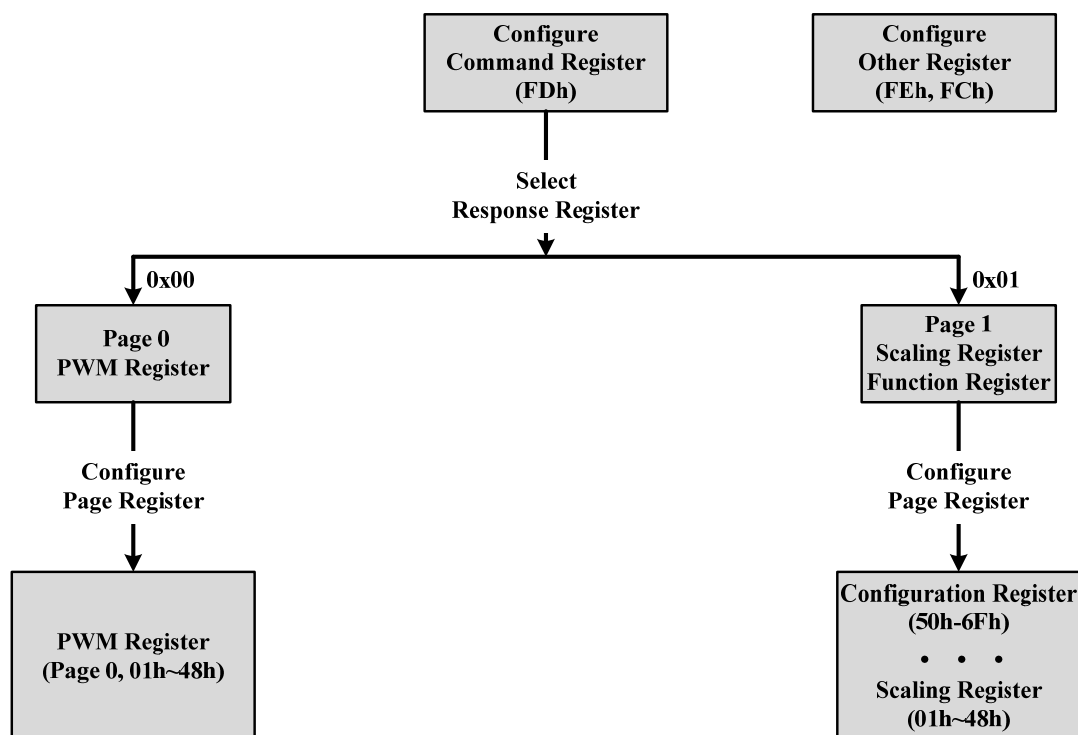 Configure
Command Register
(FDh)
Configure
Other Register
(FEh, FCh)
Select
Response Register
0x00
0x01
Page 0
PWM Register
Page 1
Scaling Register
Function Register
Configure
Page Register
Configure
Page Register
PWM Register
(Page 0, 01h~48h)
Configuration Register
(50h-6Fh)
• • •
Scaling Register
(01h~48h)